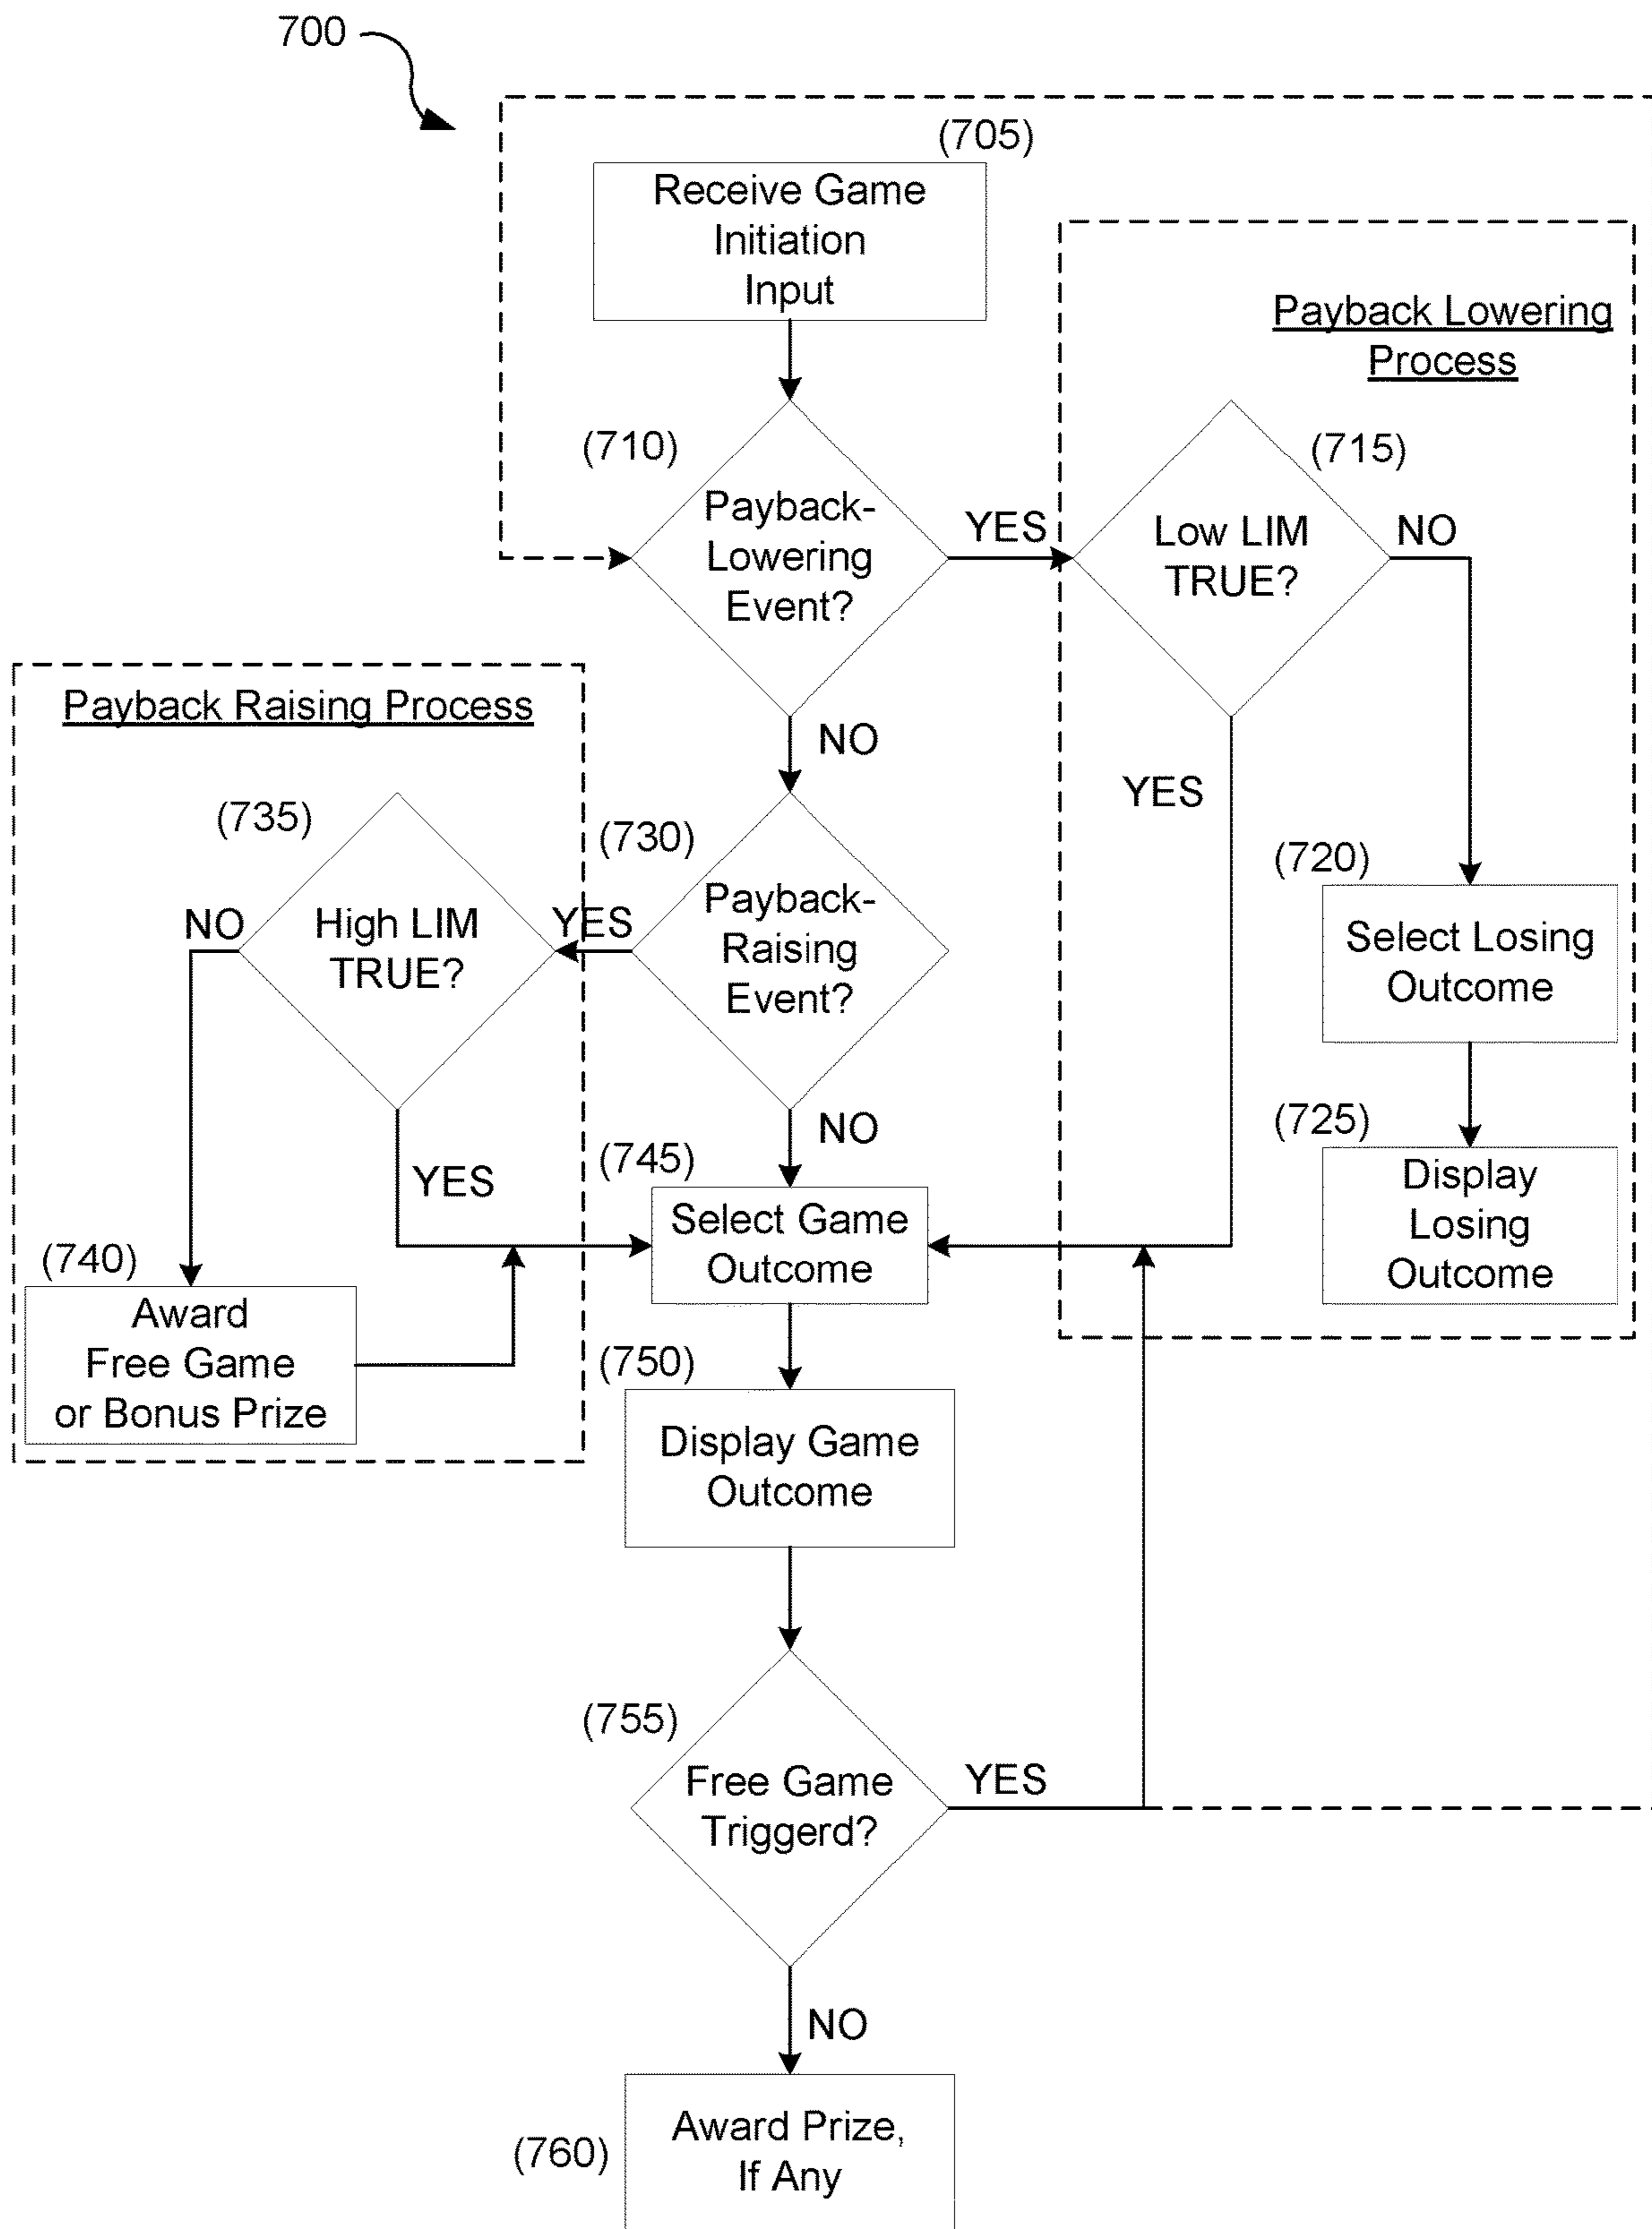 700
(705)
Receive Game
Initiation
Input
Payback Lowering
Process
(710)
Payback-
Lowering
Event?
YES
(715)
Low LIM
TRUE?
NO
YES
NO
Payback Raising Process
(735)
High LIM
TRUE?
NO
YES
(730)
Payback-
Raising
Event?
YES
NO
(720)
Select Losing
Outcome
(725)
Display
Losing
Outcome
(745)
Select Game
Outcome
(740)
Award
Free Game
or Bonus Prize
(750)
Display Game
Outcome
(755)
Free Game
Triggerd?
YES
NO
(760)
Award Prize,
If Any